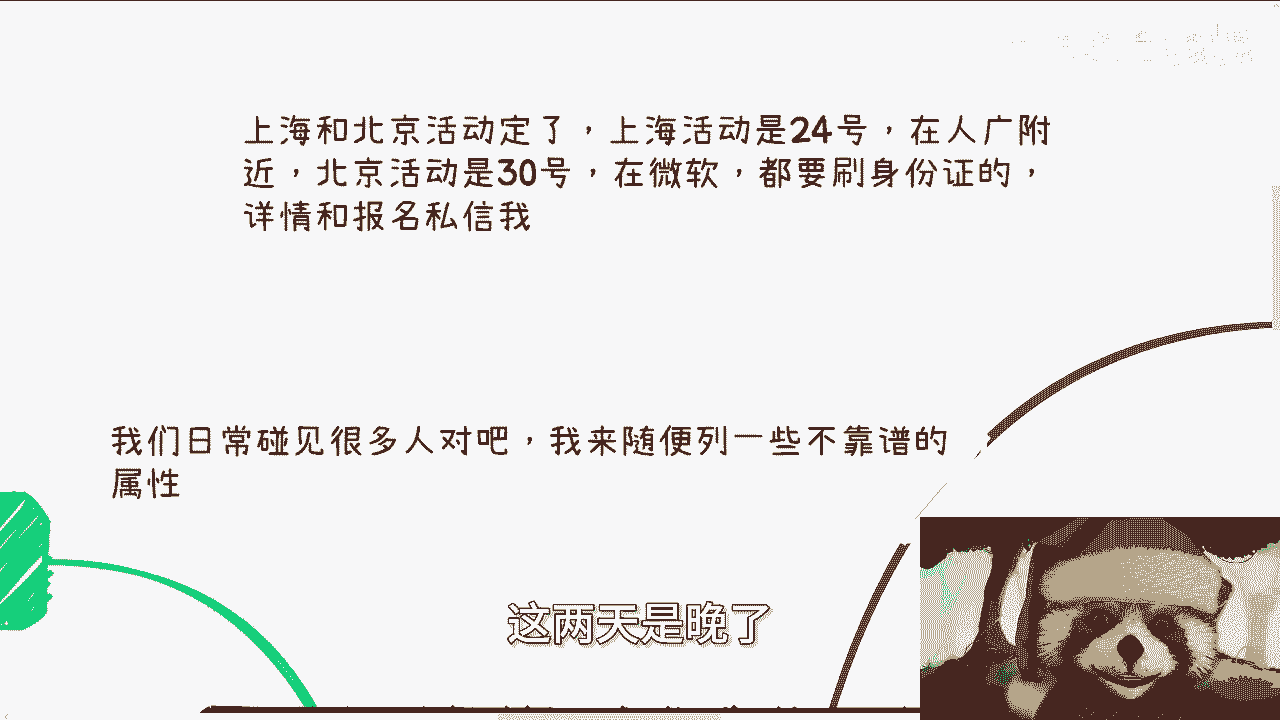 上海和北京活动定了，上海活动是24号，在人广附
近，北京活动是30号，在微软，都要刷身份证的，
详情和报名私信我
我们日常碰见很多人对吧，我来随便列一些不靠谱的
属性
这两天是晚了